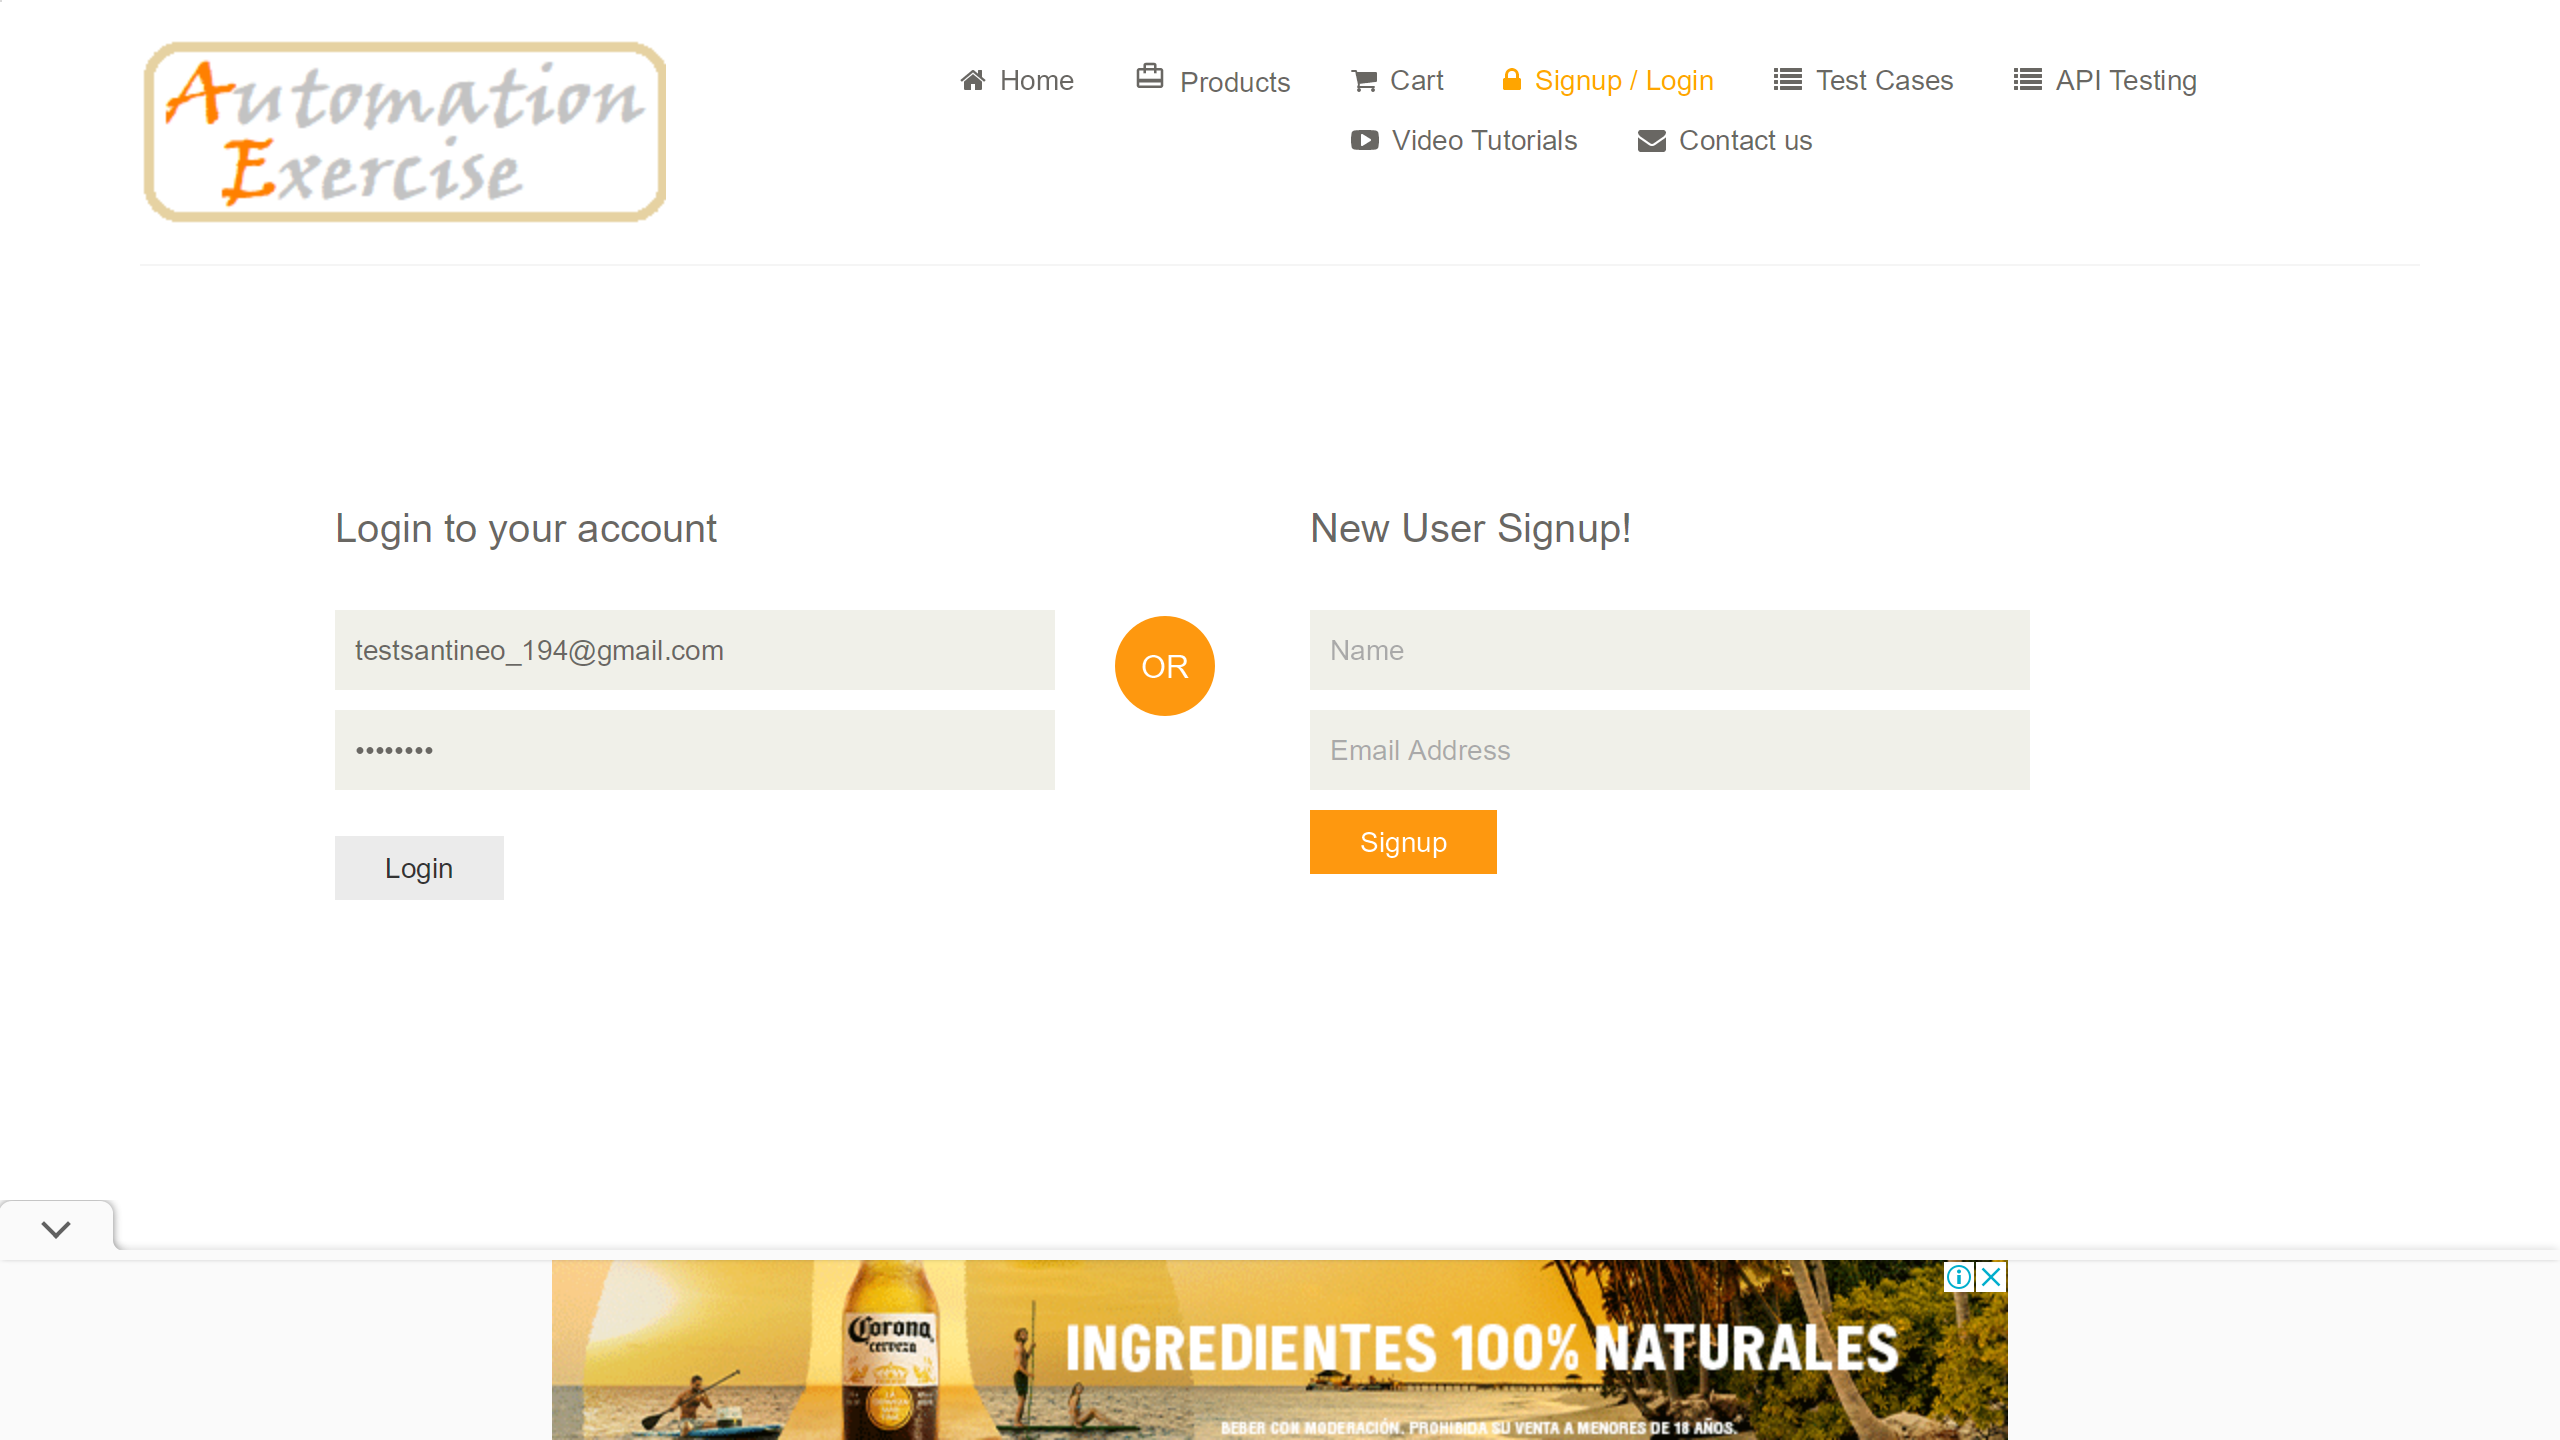 Automation
Exercise
Home
Products
Cart
Signup / Login
Test Cases
API Testing
Video Tutorials
Contact us
Login to your account
New User Signup!
testsantineo_194@gmail.com
OR
Name
••••••••
Email Address
Login
Signup
Corona
cerveza
INGREDIENTES 100% NATURALES
BEBER CON MODERACIÓN. PROHIBIDA SU VENTA A MENORES DE 18 AÑOS.